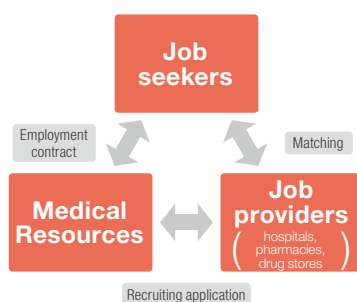 Job
seekers
Employment
contract
Matching
Medical
Resources
Job
providers
(hospitals,
pharmacies,
drug stores)
Recruiting application